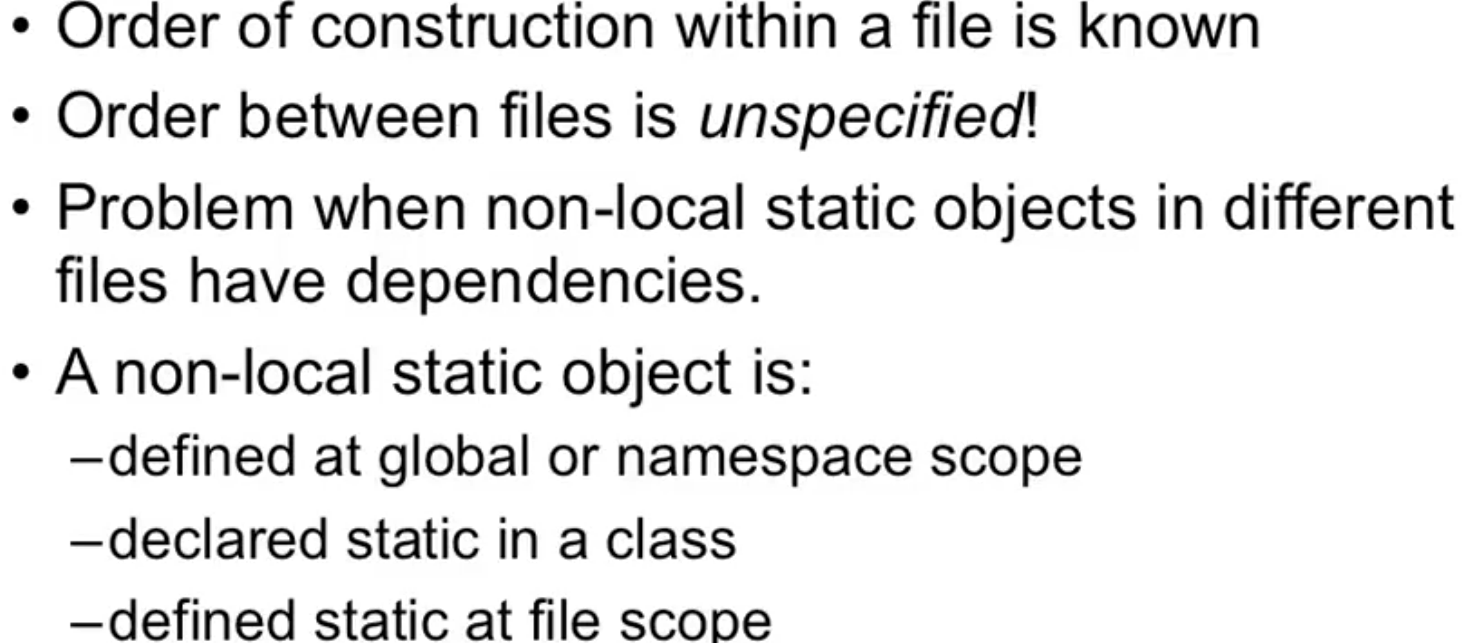 • Order of construction within a file is known
• Order between files is unspecified!
• Problem when non-local static objects in different
files have dependencies.
• A non-local static object is:
–defined at global or namespace scope
–declared static in a class
–defined static at file scope